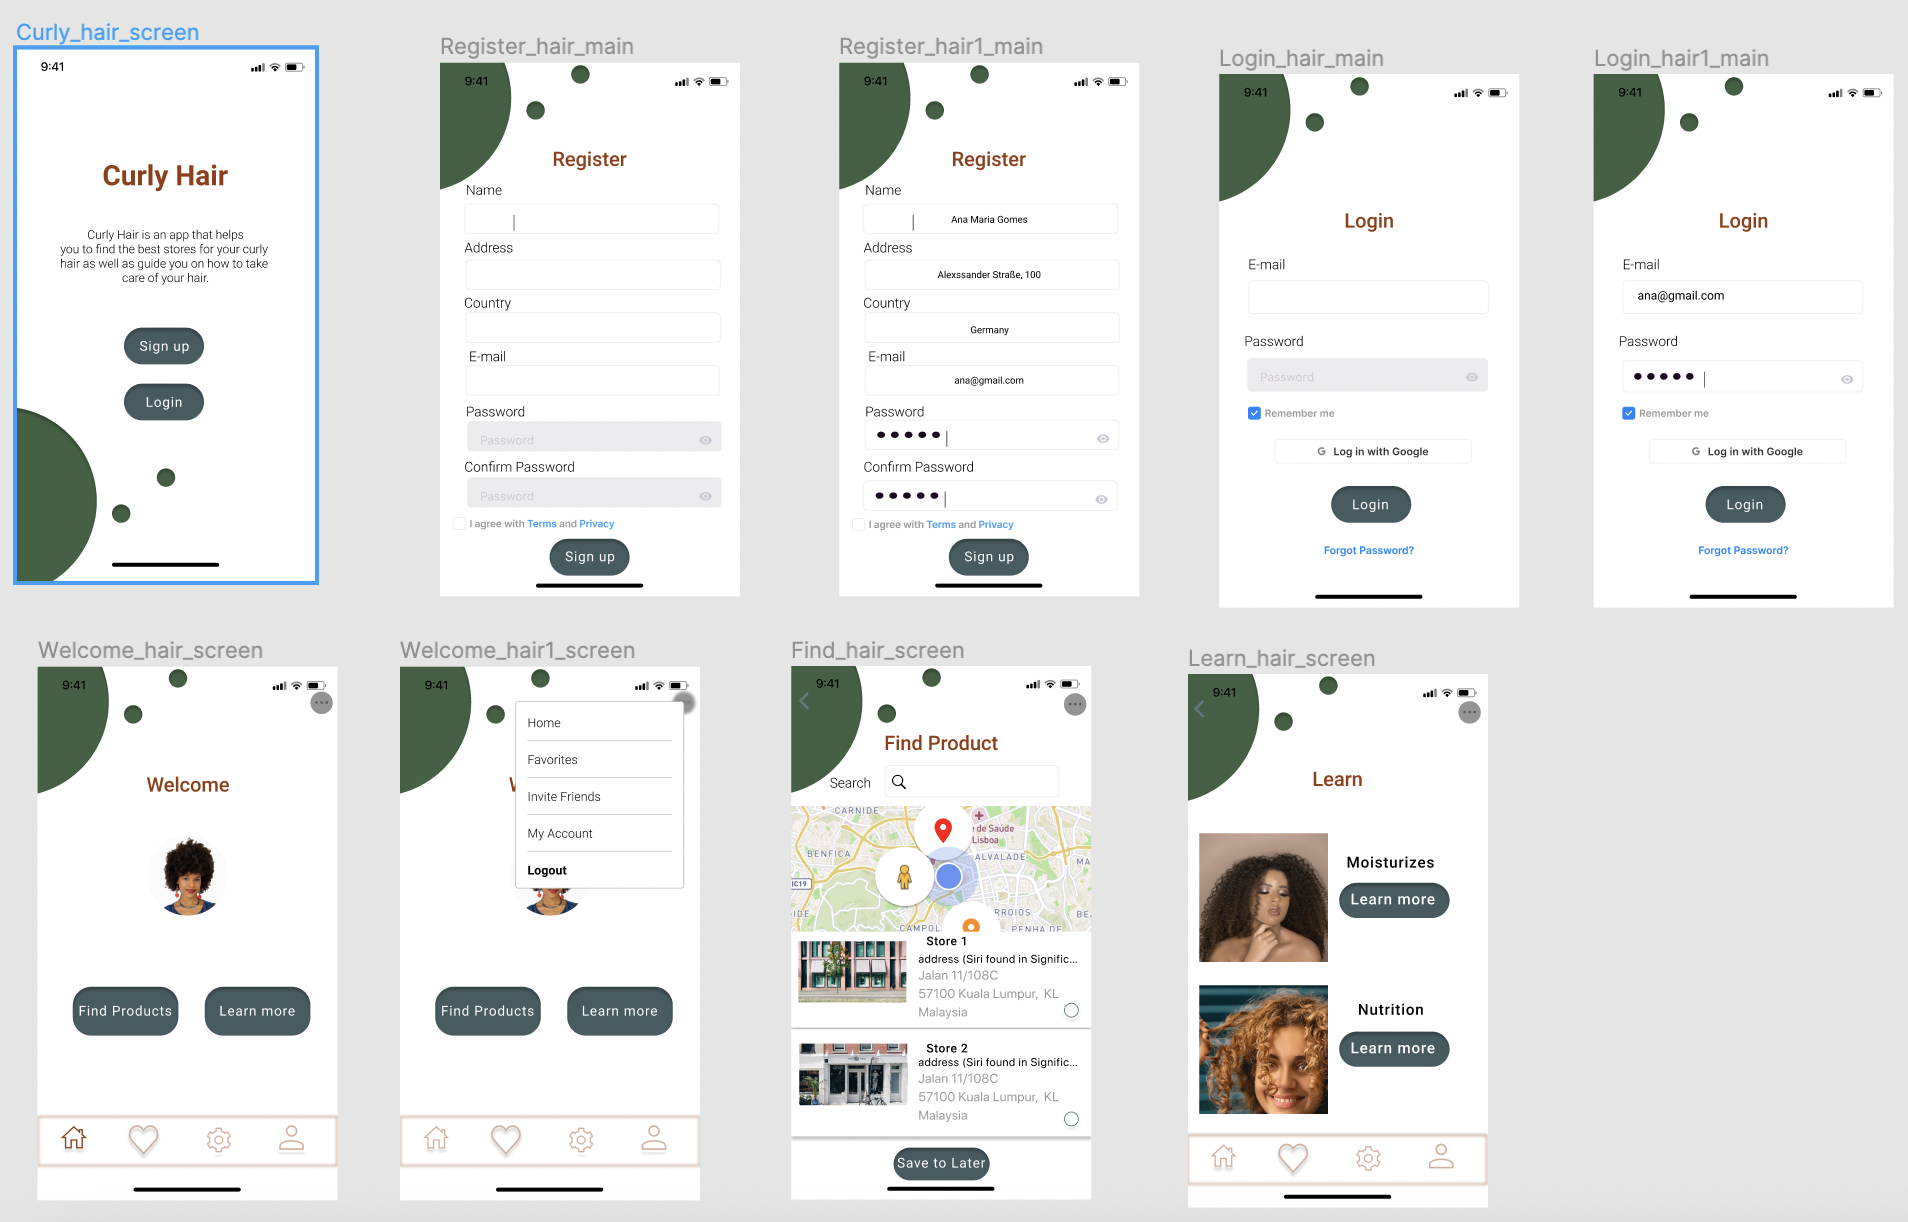 Curly_hair_screen
9:41
Curly Hair
Curly Hair is an app that helps
you to find the best stores for your curly
hair as well as guide you on how to take
care of your hair.
Sign up
Login
Register_hair_main
9:41
Register
Name
Address
Country
E-mail
Password
Password
Confirm Password
Password
I agree with Terms and Privacy
Sign up
Register_hair1_main
9:41
Register
Name
Ana Maria Gomes
Address
Alexssander Straße, 100
Country
Germany
E-mail
ana@gmail.com
Password
Confirm Password
I agree with Terms and Privacy
Sign up
Login_hair_main
9:41
Login
E-mail
Password
Password
Remember me
G Log in with Google
Login
Forgot Password?
Login_hair1_main
9:41
Login
E-mail
ana@gmail.com
Password
Remember me
G Log in with Google
Login
Forgot Password?
Welcome_hair_screen
9:41
Welcome
Find Products
Learn more
Welcome_hair1_screen
9:41
Home
Favorites
Invite Friends
My Account
Logout
Find Products
Learn more
Find_hair_screen
9:41
Find Product
Search
CARNIDE
e de Saúde
Lisboa
BENFICA
ALVALADE
MA
IC19
IDE
RROIOS
BE
CAMPOL
PENHA DE
Store 1
address (Siri found in Signific...
Jalan 11/108C
57100 Kuala Lumpur, KL
Malaysia
Store 2
address (Siri found in Signific...
Jalan 11/108C
57100 Kuala Lumpur, KL
Malaysia
Save to Later
Learn_hair_screen
9:41
Learn
Moisturizes
Learn more
Nutrition
Learn more